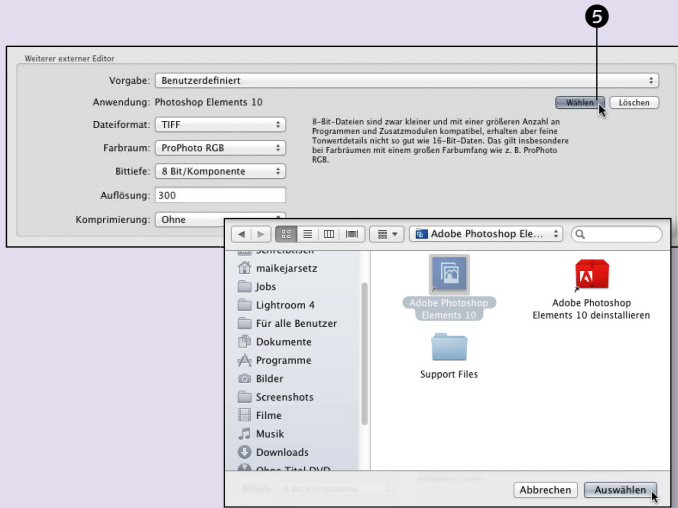 5
Weiterer externer Editor
Vorgabe: Benutzerdefiniert
Anwendung: Photoshop Elements 10 Wählen Löschen
Dateiformat: TIFF
8-Bit-Dateien sind zwar kleiner und mit einer größeren Anzahl an
Programmen und Zusatzmodulen kompatibel, erhalten aber feine
Tonwertdetails nicht so gut wie 16-Bit-Daten. Das gilt insbesondere
bei Farbräumen mit einem großen Farbumfang wie z. B. ProPhoto
RGB.
Farbraum: ProPhoto RGB
Bittiefe: 8 Bit/Komponente
Auflösung: 300
Komprimierung: Ohne
Adobe Photoshop Ele...
Schreibtisch
maikejarsetz
Jobs
Lightroom 4
Für alle Benutzer
Dokumente
Programme
Bilder
Screenshots
Filme
Musik
Downloads
Ohne Titel DVD
Adobe Photoshop
Elements 10
Adobe Photoshop
Elements 10 deinstallieren
Support Files
Abbrechen Auswählen